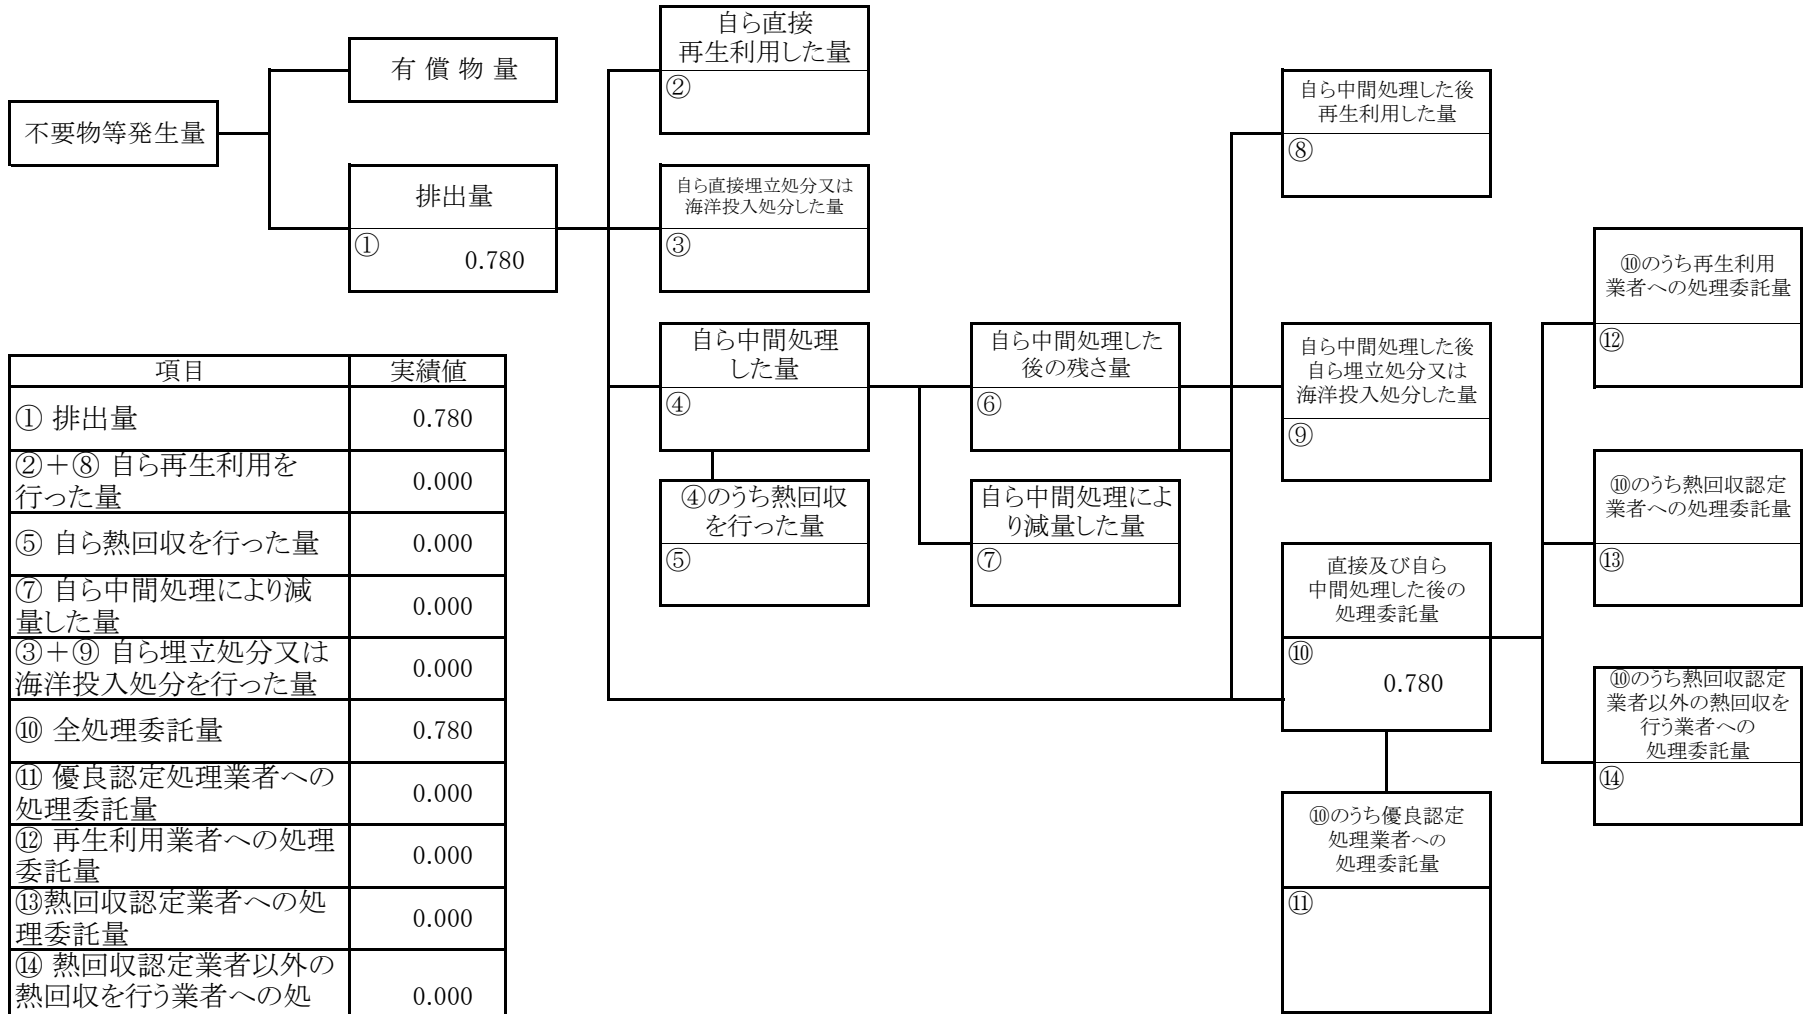 不要物等発生量
有 償 物 量
排出量
①
0.780
自ら直接
再生利用した量
②
自ら直接埋立処分又は
海洋投入処分した量
③
自ら中間処理
した量
④
④のうち熱回収
を行った量
⑤
自ら中間処理した
後の残さ量
⑥
自ら中間処理によ
り減量した量
⑦
自ら中間処理した後
再生利用した量
⑧
自ら中間処理した後
自ら埋立処分又は
海洋投入処分した量
⑨
直接及び自ら
中間処理した後の
処理委託量
⑩
0.780
⑩のうち優良認定
処理業者への
処理委託量
⑪
⑩のうち再生利用
業者への処理委託量
⑫
⑩のうち熱回収認定
業者への処理委託量
⑬
⑩のうち熱回収認定
業者以外の熱回収を
行う業者への
処理委託量
⑭
項目 実績値
① 排出量 0.780
②+⑧ 自ら再生利用を
行った量 0.000
⑤ 自ら熱回収を行った量 0.000
⑦ 自ら中間処理により減
量した量 0.000
③+⑨ 自ら埋立処分又は
海洋投入処分を行った量 0.000
⑩ 全処理委託量 0.780
⑪ 優良認定処理業者への
処理委託量 0.000
⑫ 再生利用業者への処理
委託量 0.000
⑬熱回収認定業者への処
理委託量 0.000
⑭ 熱回収認定業者以外の
熱回収を行う業者への処 0.000